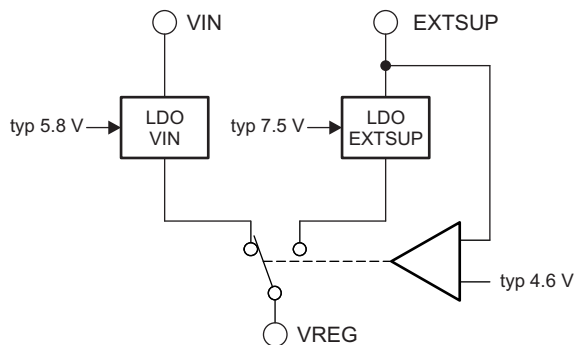 VIN
EXTSUP
typ 5.8 V
LDO
VIN
typ 7.5 V
LDO
EXTSUP
typ 4.6 V
VREG